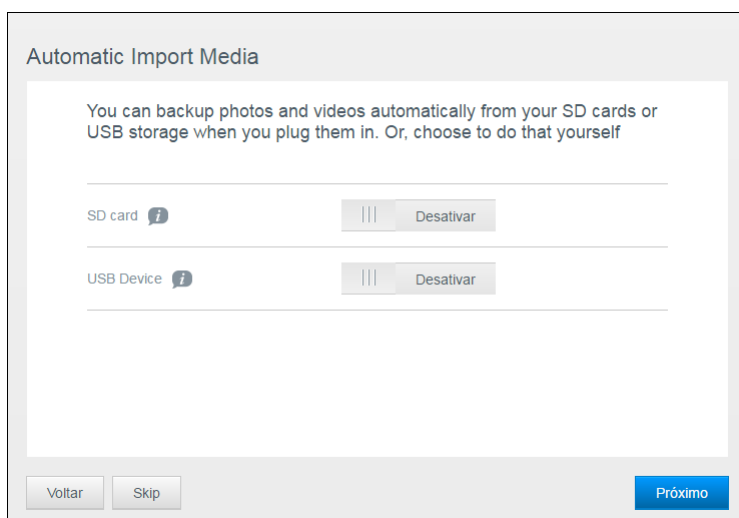 Automatic Import Media
You can backup photos and videos automatically from your SD cards or
USB storage when you plug them in. Or, choose to do that yourself
SD card i Desativar
USB Device i Desativar
Voltar Skip Próximo